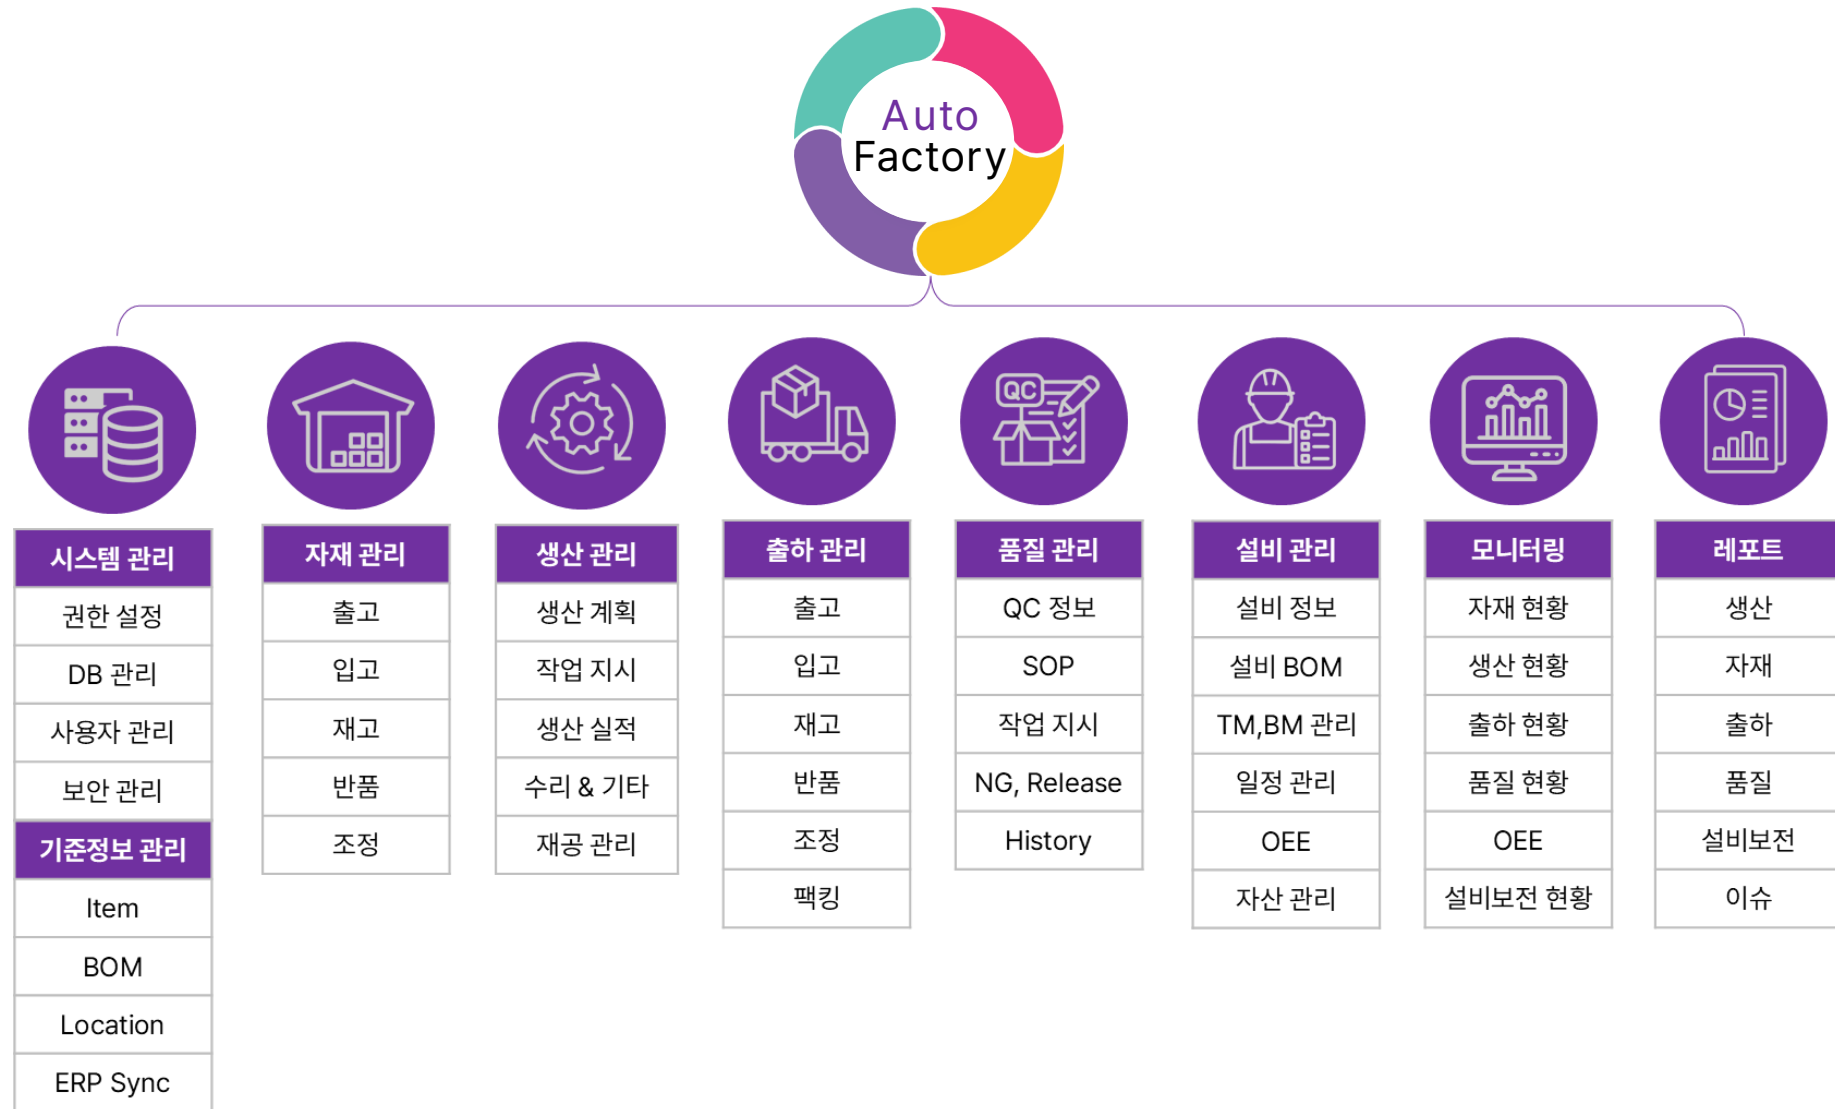 Auto
Factory
QC
시스템 관리
권한 설정
DB 관리
사용자 관리
보안 관리
기준정보 관리
Item
BOM
Location
ERP Sync
자재 관리
출고
입고
재고
반품
조정
생산 관리
생산 계획
작업 지시
생산 실적
수리 & 기타
재공 관리
출하 관리
출고
입고
재고
반품
조정
팩킹
품질 관리
QC 정보
SOP
작업 지시
NG, Release
History
설비 관리
설비 정보
설비 BOM
TM,BM 관리
일정 관리
OEE
자산 관리
모니터링
자재 현황
생산 현황
출하 현황
품질 현황
OEE
설비보전 현황
레포트
생산
자재
출하
품질
설비보전
이슈